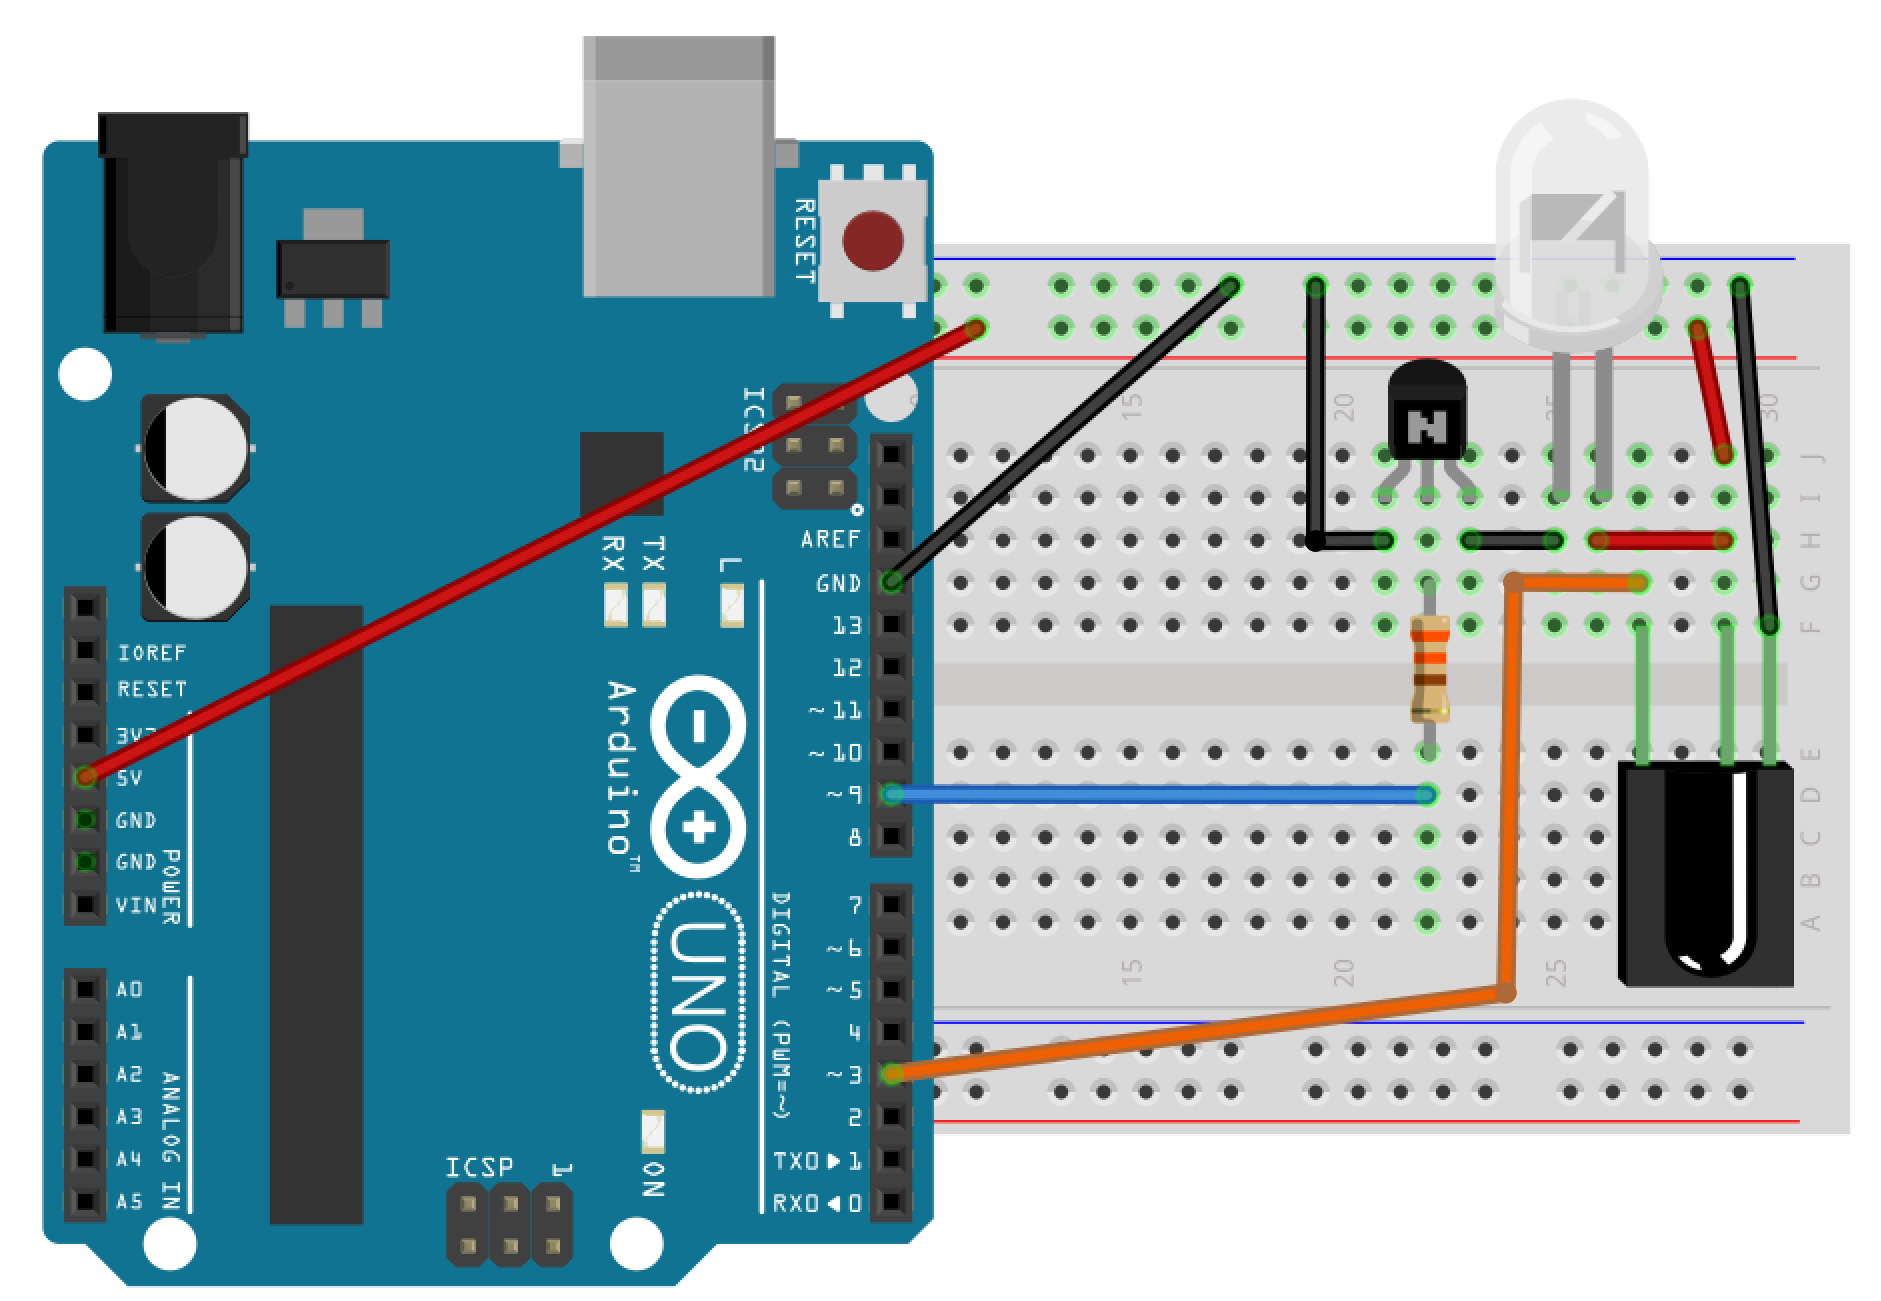 RESET
ICSP2
15
20
25
30
J
I
H
G
F
E
D
C
B
A
AREF
GND
13
12
~11
~10
~9
8
7
~6
~5
4
~3
2
TX0▶1
RX0◀0
RX
TX
L
IOREF
RESET
3V3
5V
GND
GND
VIN
POWER
A0
A1
A2
A3
A4
A5
ANALOG IN
Arduino™
UNO
DIGITAL (PWM=~)
ICSP
1
ON
N
15
20
25